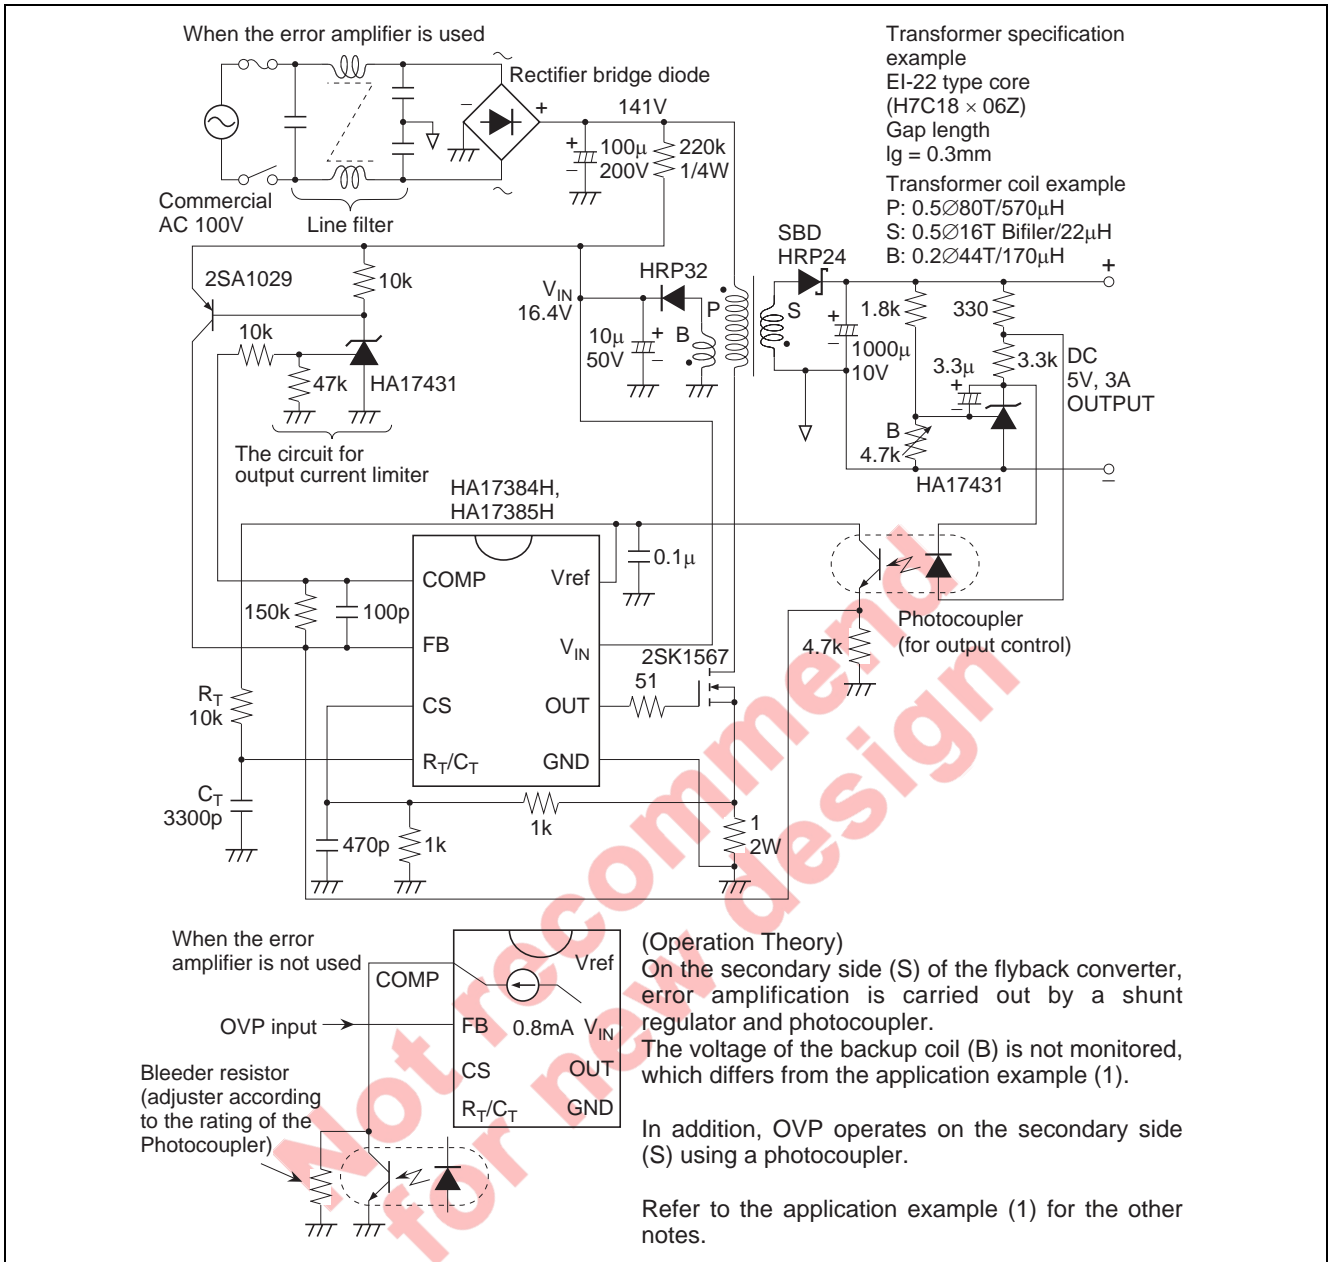 When the error amplifier is used
Rectifier bridge diode
141V
100μ
200V
220k
1/4W
Commercial
AC 100V
Line filter
Transformer specification
example
EI-22 type core
(H7C18 × 06Z)
Gap length
lg = 0.3mm
Transformer coil example
P: 0.5∅80T/570μH
S: 0.5∅16T Bifiler/22μH
B: 0.2∅44T/170μH
2SA1029
10k
10k
47k
HA17431
The circuit for
output current limiter
VIN
16.4V
HRP32
P
B
10μ
50V
SBD
HRP24
S
1000μ
10V
1.8k
330
3.3k
3.3μ
DC
5V, 3A
OUTPUT
B
4.7k
HA17431
+
−
HA17384H,
HA17385H
COMP
Vref
0.1μ
150k
100p
FB
VIN
2SK1567
51
CS
OUT
RT
10k
RT/CT
GND
CT
3300p
470p
1k
1k
1
2W
4.7k
Photocoupler
(for output control)
When the error
amplifier is not used
COMP
Vref
OVP input
FB
0.8mA
VIN
CS
OUT
RT/CT
GND
Bleeder resistor
(adjuster according
to the rating of the
Photocoupler)
(Operation Theory)
On the secondary side (S) of the flyback converter,
error amplification is carried out by a shunt
regulator and photocoupler.
The voltage of the backup coil (B) is not monitored,
which differs from the application example (1).
In addition, OVP operates on the secondary side
(S) using a photocoupler.
Refer to the application example (1) for the other
notes.
Not recommend
for new design